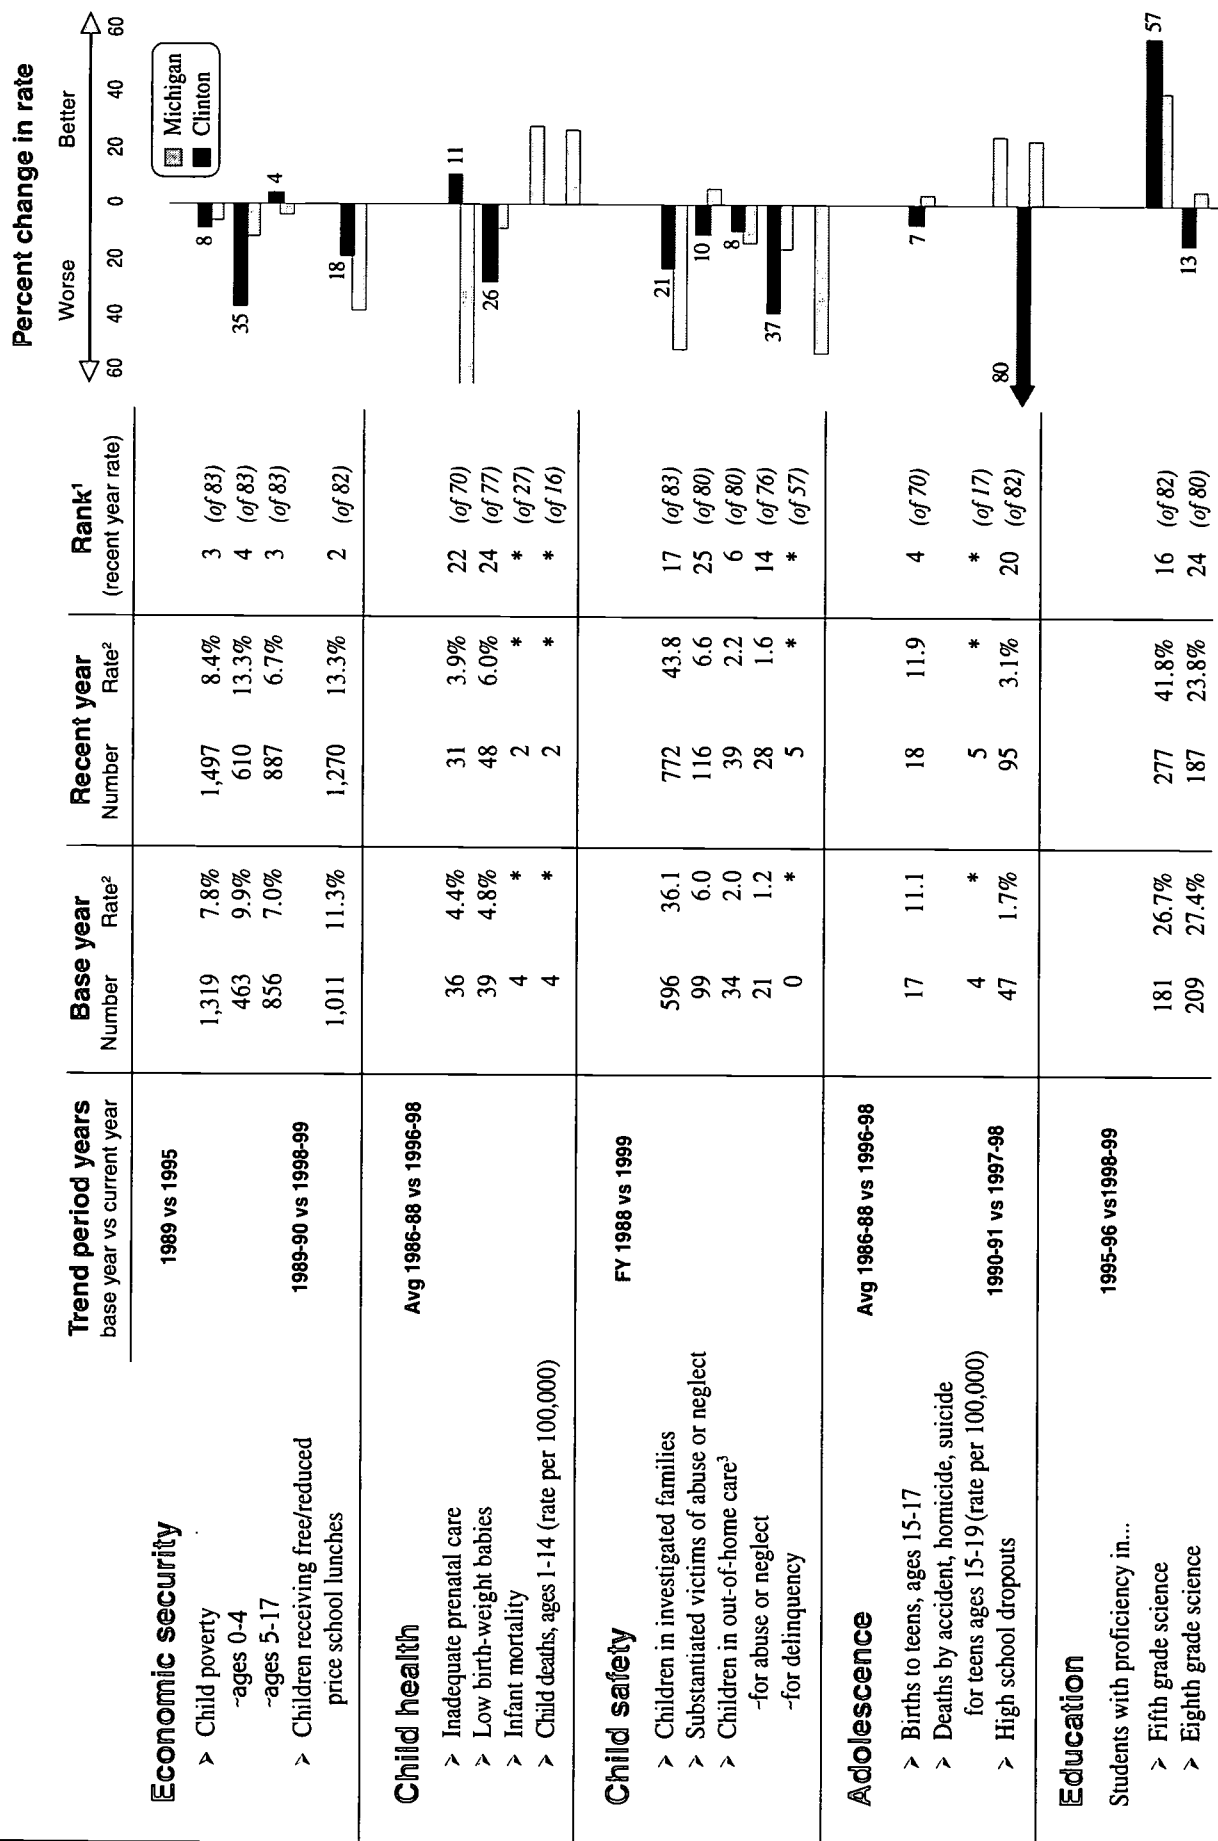 Percent change in rate
Trend period years Base year Recent year Rank¹ Worse Better
base year vs current year Number Rate² Number Rate² (recent year rate) 60 40 20 0 20 40 60
Michigan
Clinton
Economic security 1989 vs 1995
➢ Child poverty 1,319 7.8% 1,497 8.4% 3 (of 83) 8
~ages 0-4 463 9.9% 610 13.3% 4 (of 83) 35
~ages 5-17 856 7.0% 887 6.7% 3 (of 83) 4
➢ Children receiving free/reduced 1989-90 vs 1998-99
price school lunches 1,011 11.3% 1,270 13.3% 2 (of 82) 18
Child health Avg 1986-88 vs 1996-98
➢ Inadequate prenatal care 36 4.4% 31 3.9% 22 (of 70) 11
➢ Low birth-weight babies 39 4.8% 48 6.0% 24 (of 77) 26
➢ Infant mortality 4 * 2 * * (of 27)
➢ Child deaths, ages 1-14 (rate per 100,000) 4 * 2 * * (of 16)
Child safety FY 1988 vs 1999
➢ Children in investigated families 596 36.1 772 43.8 17 (of 83) 21
➢ Substantiated victims of abuse or neglect 99 6.0 116 6.6 25 (of 80) 10
➢ Children in out-of-home care³ 34 2.0 39 2.2 6 (of 80) 8
~for abuse or neglect 21 1.2 28 1.6 14 (of 76) 37
~for delinquency 0 * 5 * * (of 57)
Adolescence Avg 1986-88 vs 1996-98
➢ Births to teens, ages 15-17 17 11.1 18 11.9 4 (of 70) 7
➢ Deaths by accident, homicide, suicide
for teens ages 15-19 (rate per 100,000) 4 * 5 * * (of 17)
➢ High school dropouts 1990-91 vs 1997-98 47 1.7% 95 3.1% 20 (of 82) 80
Education
Students with proficiency in... 1995-96 vs1998-99
➢ Fifth grade science 181 26.7% 277 41.8% 16 (of 82) 57
➢ Eighth grade science 209 27.4% 187 23.8% 24 (of 80) 13